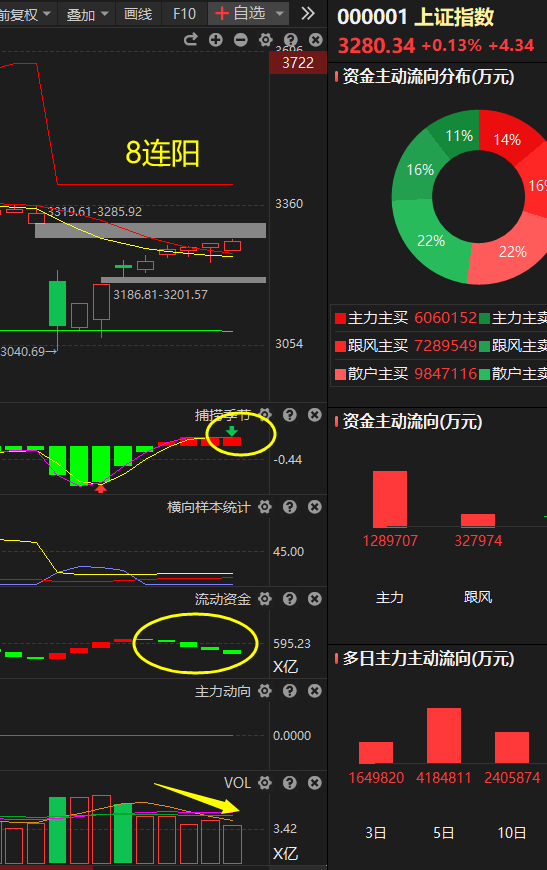 前复权 叠加 画线 F10 +自选
3696
3722
8连阳
3360
3319.61-3285.92
3186.81-3201.57
3054
3040.69→
捕捞季节
-0.44
横向样本统计
45.00
流动资金
595.23
X亿
主力动向
0.0000
VOL
3.42
X亿
000001 上证指数
3280.34 +0.13% +4.34
资金主动流向分布(万元)
11% 14%
16% 16%
22% 22%
主力主买 6060152 主力主卖
跟风主买 7289549 跟风主
散户主买 9847116 散户主卖
资金主动流向(万元)
1289707 327974
主力 跟风
多日主力主动流向(万元)
1649820 4184811 2405874
3日 5日 10日